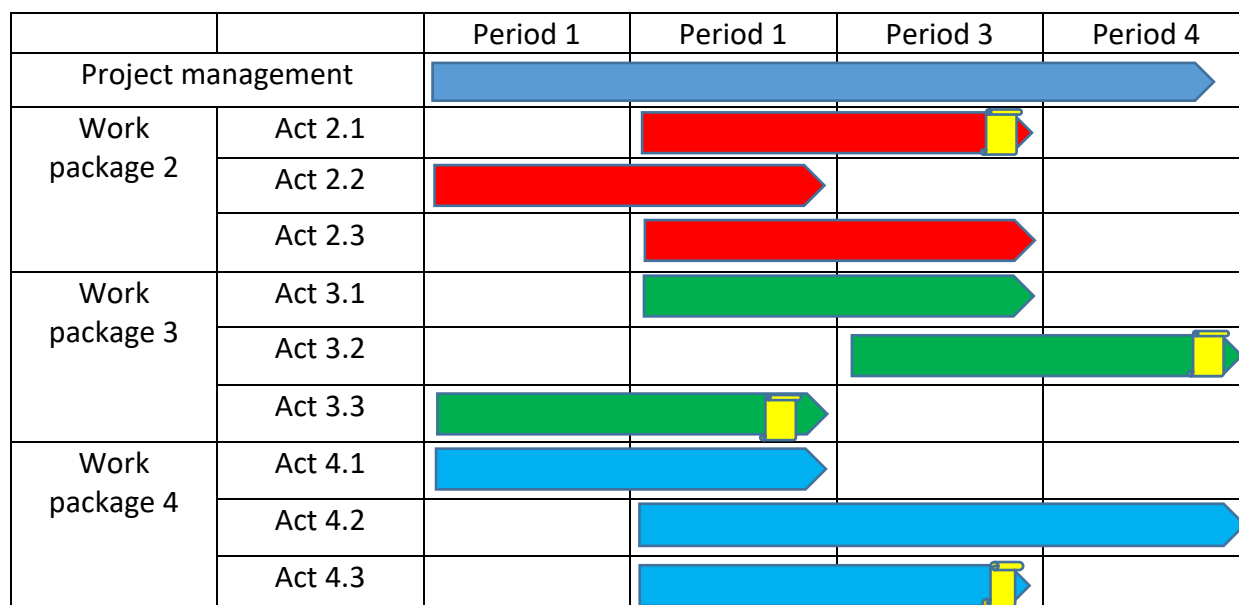 Period 1 Period 1 Period 3 Period 4
Project management
Work Act 2.1
package 2
Act 2.2
Act 2.3
Work Act 3.1
package 3
Act 3.2
Act 3.3
Work Act 4.1
package 4
Act 4.2
Act 4.3